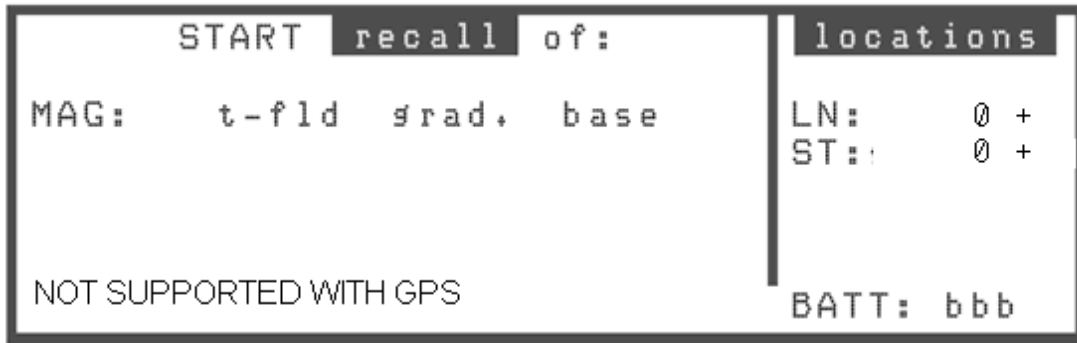 START recall of:
MAG: t-fld grad. base
NOT SUPPORTED WITH GPS
locations
LN: 0 +
ST: 0 +
BATT: bbb